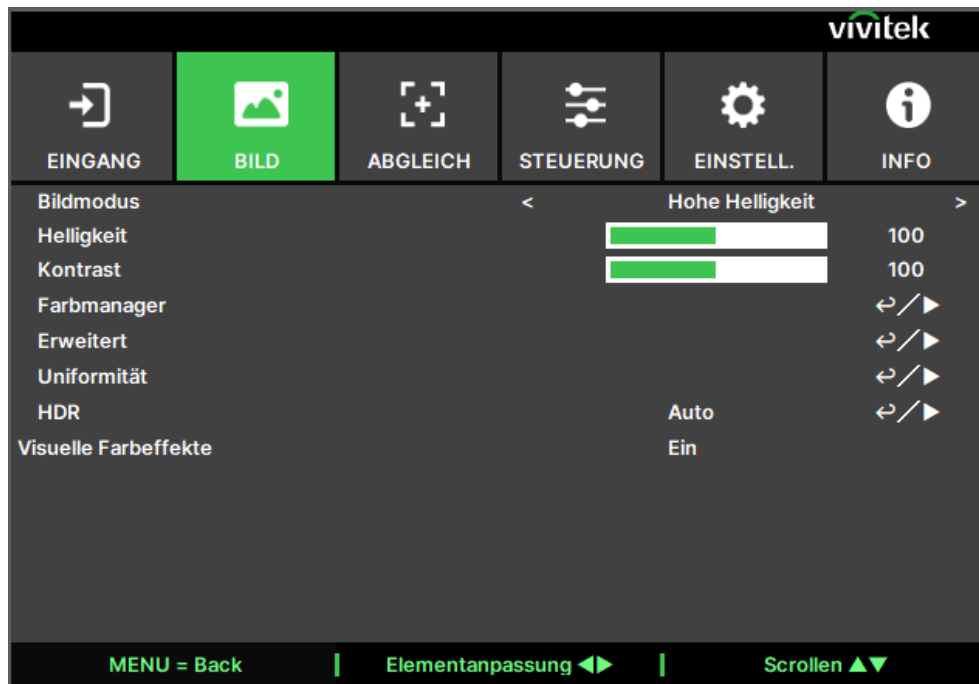 vivitek
EINGANG BILD ABGLEICH STEUERUNG EINSTELL. INFO
Bildmodus < Hohe Helligkeit >
Helligkeit 100
Kontrast 100
Farbmanager ↩/▶
Erweitert ↩/▶
Uniformität ↩/▶
HDR Auto ↩/▶
Visuelle Farbeffekte Ein
MENU = Back | Elementanpassung ◀▶ | Scrollen ▲▼